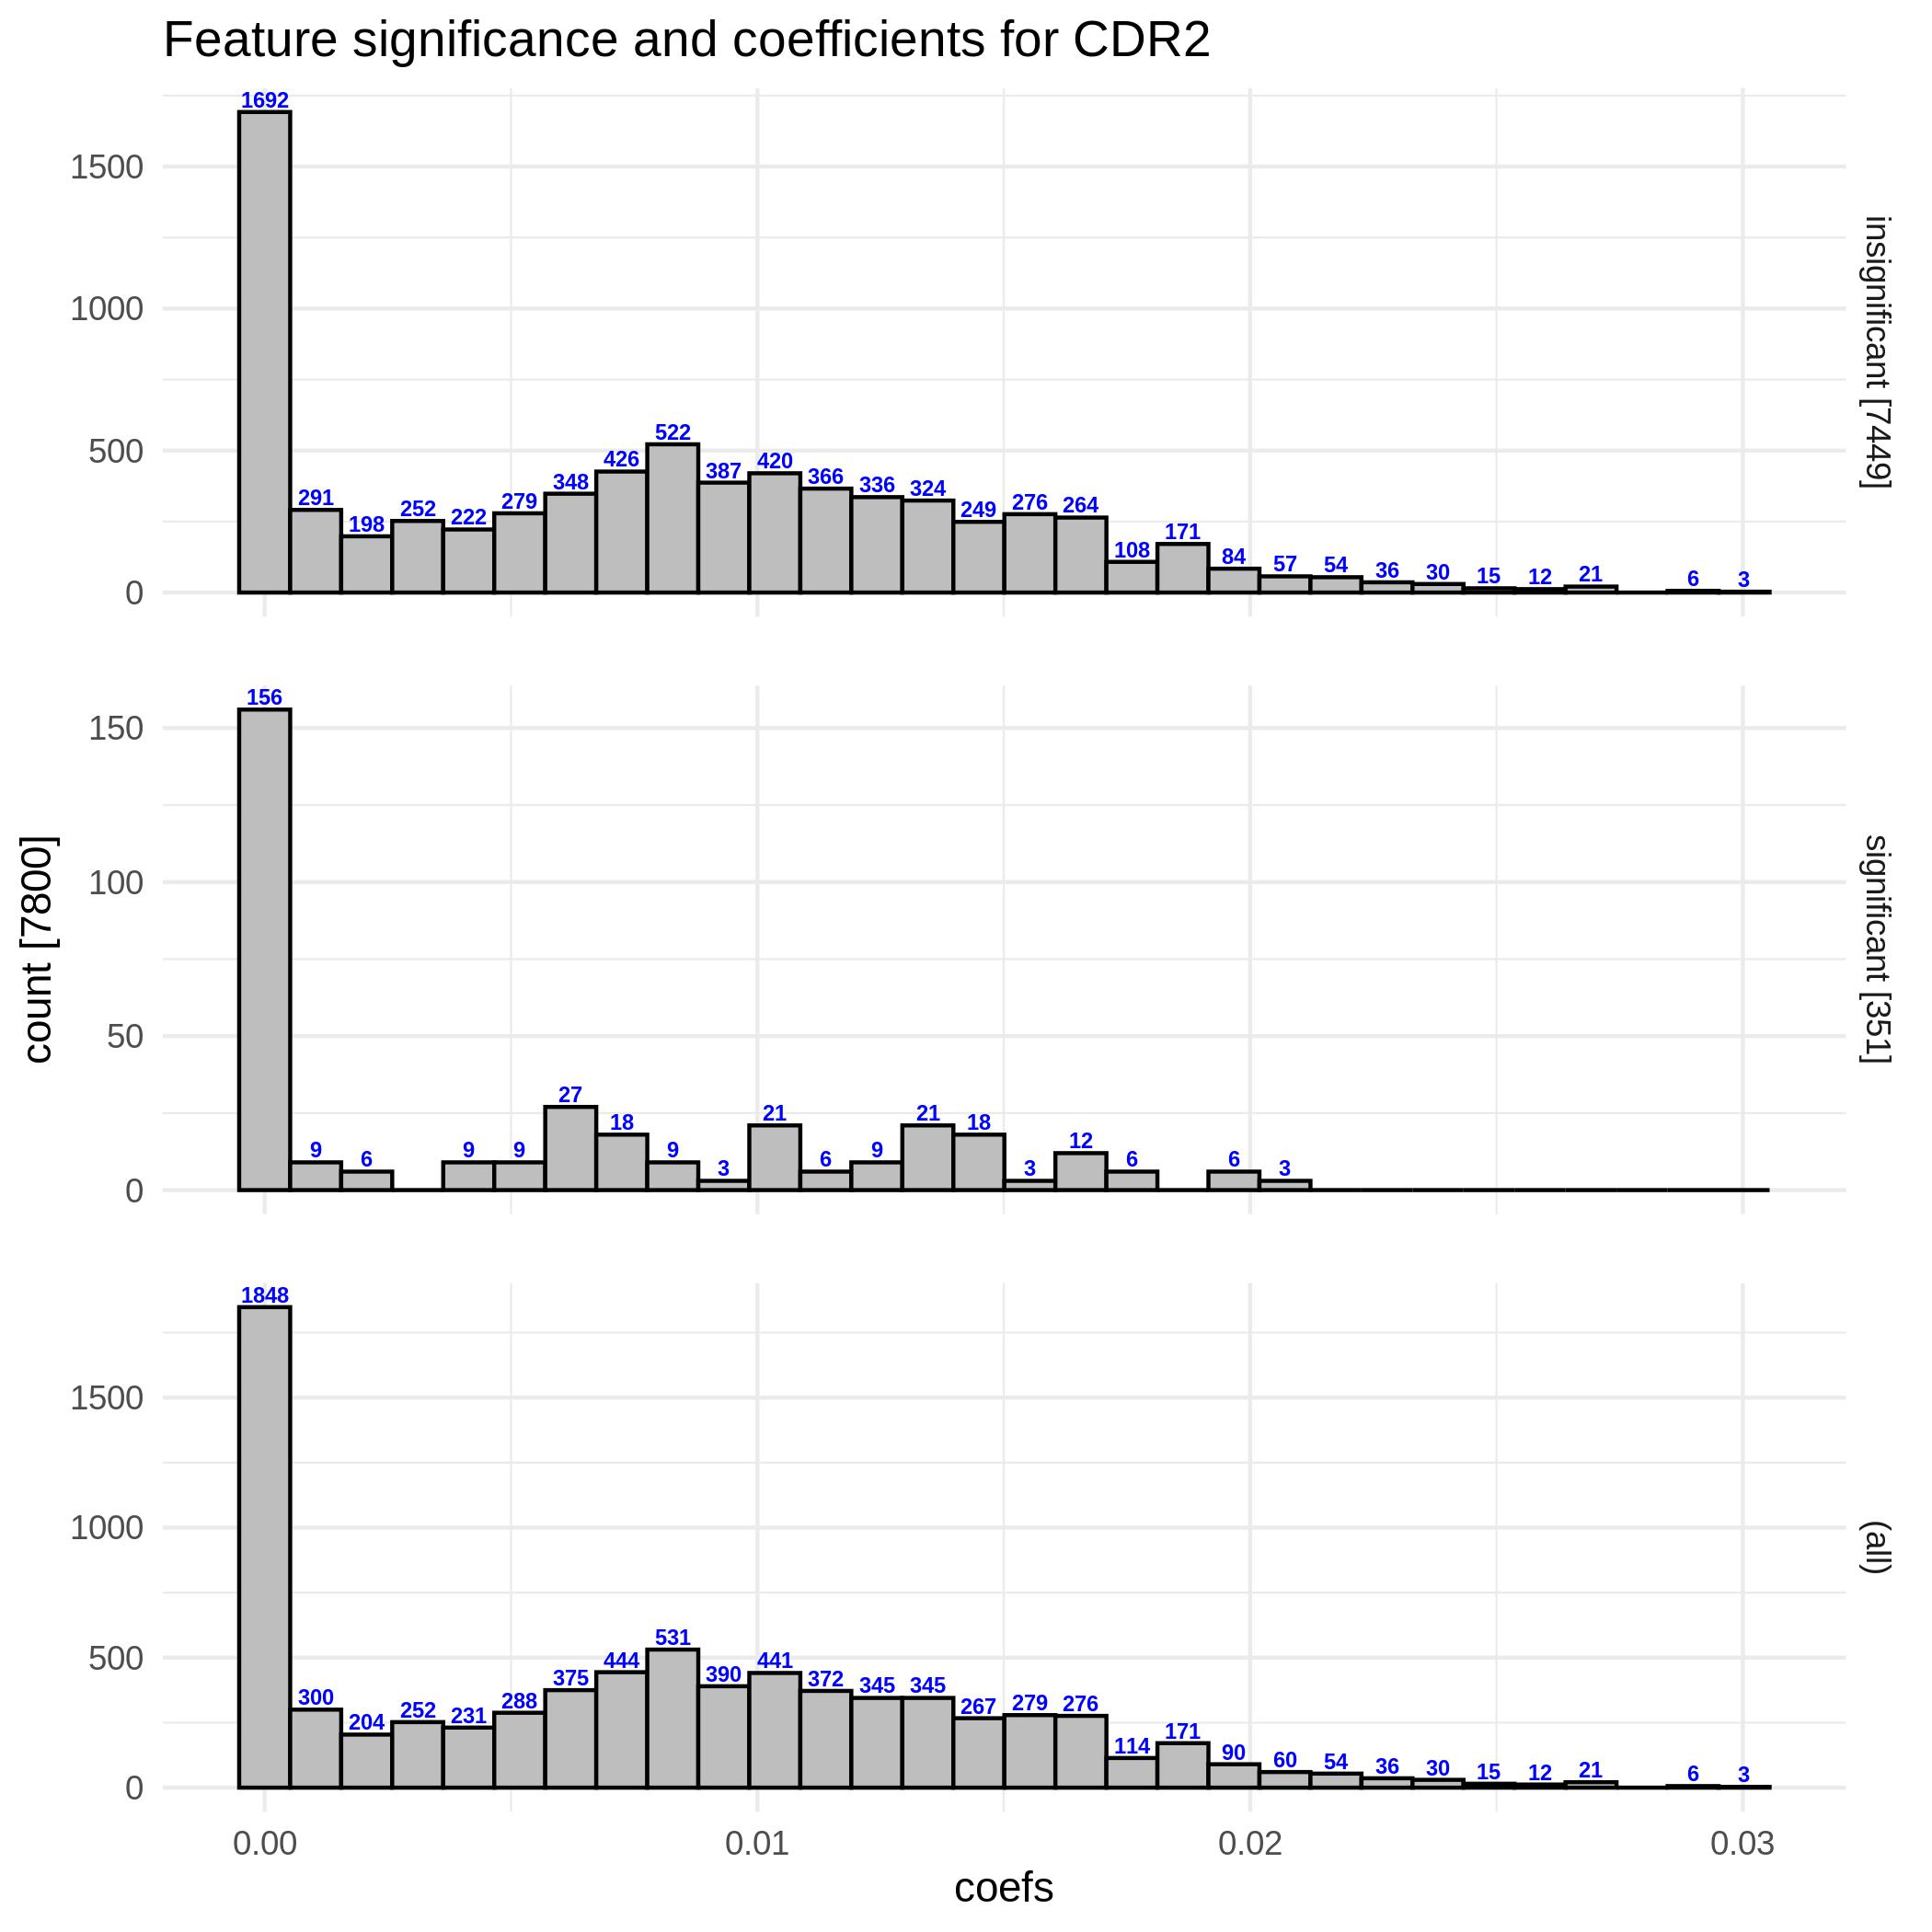 Feature significance and coefficients for CDR2
1692
1500
1000
500
0
291 198 252 222 279 348 426 522 387 420 366 336 324 249 276 264 108 171 84 57 54 36 30 15 12 21 6 3
insignificant [7449]
156
150
100
50
0
9 6 9 9 27 18 9 3 21 6 9 21 18 3 12 6 6 3
significant [351]
count [7800]
1848
1500
1000
500
0
300 204 252 231 288 375 444 531 390 441 372 345 345 267 279 276 114 171 90 60 54 36 30 15 12 21 6 3
(all)
0.00 0.01 0.02 0.03
coefs